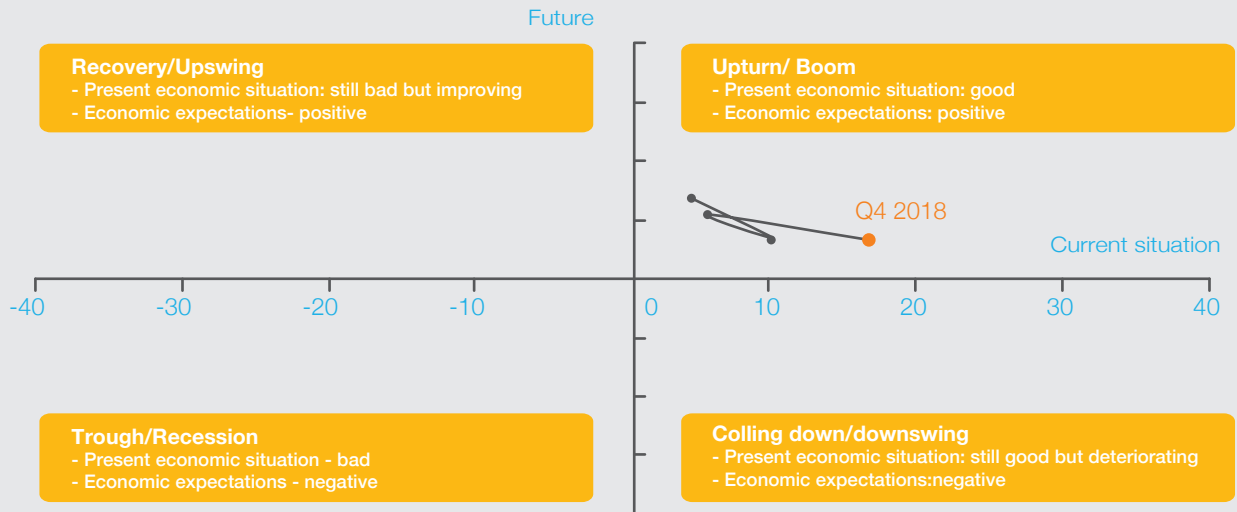 Future
Recovery/Upswing
- Present economic situation: still bad but improving
- Economic expectations- positive
Upturn/ Boom
- Present economic situation: good
- Economic expectations: positive
Q4 2018
Current situation
-40
-30
-20
-10
0
10
20
30
40
Trough/Recession
- Present economic situation - bad
- Economic expectations - negative
Colling down/downswing
- Present economic situation: still good but deteriorating
- Economic expectations:negative